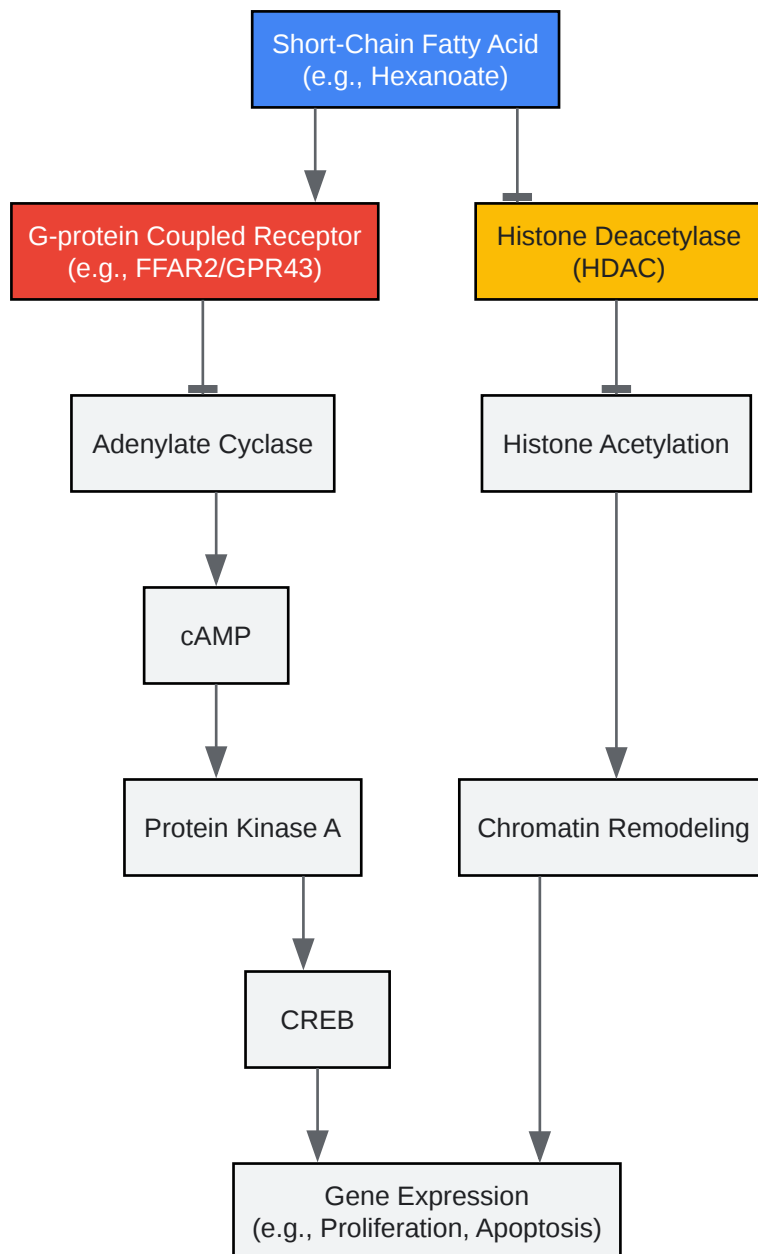 Short-Chain Fatty Acid
(e.g., Hexanoate)
G-protein Coupled Receptor
(e.g., FFAR2/GPR43)
Histone Deacetylase
(HDAC)
Adenylate Cyclase
Histone Acetylation
cAMP
Protein Kinase A
Chromatin Remodeling
CREB
Gene Expression
(e.g., Proliferation, Apoptosis)